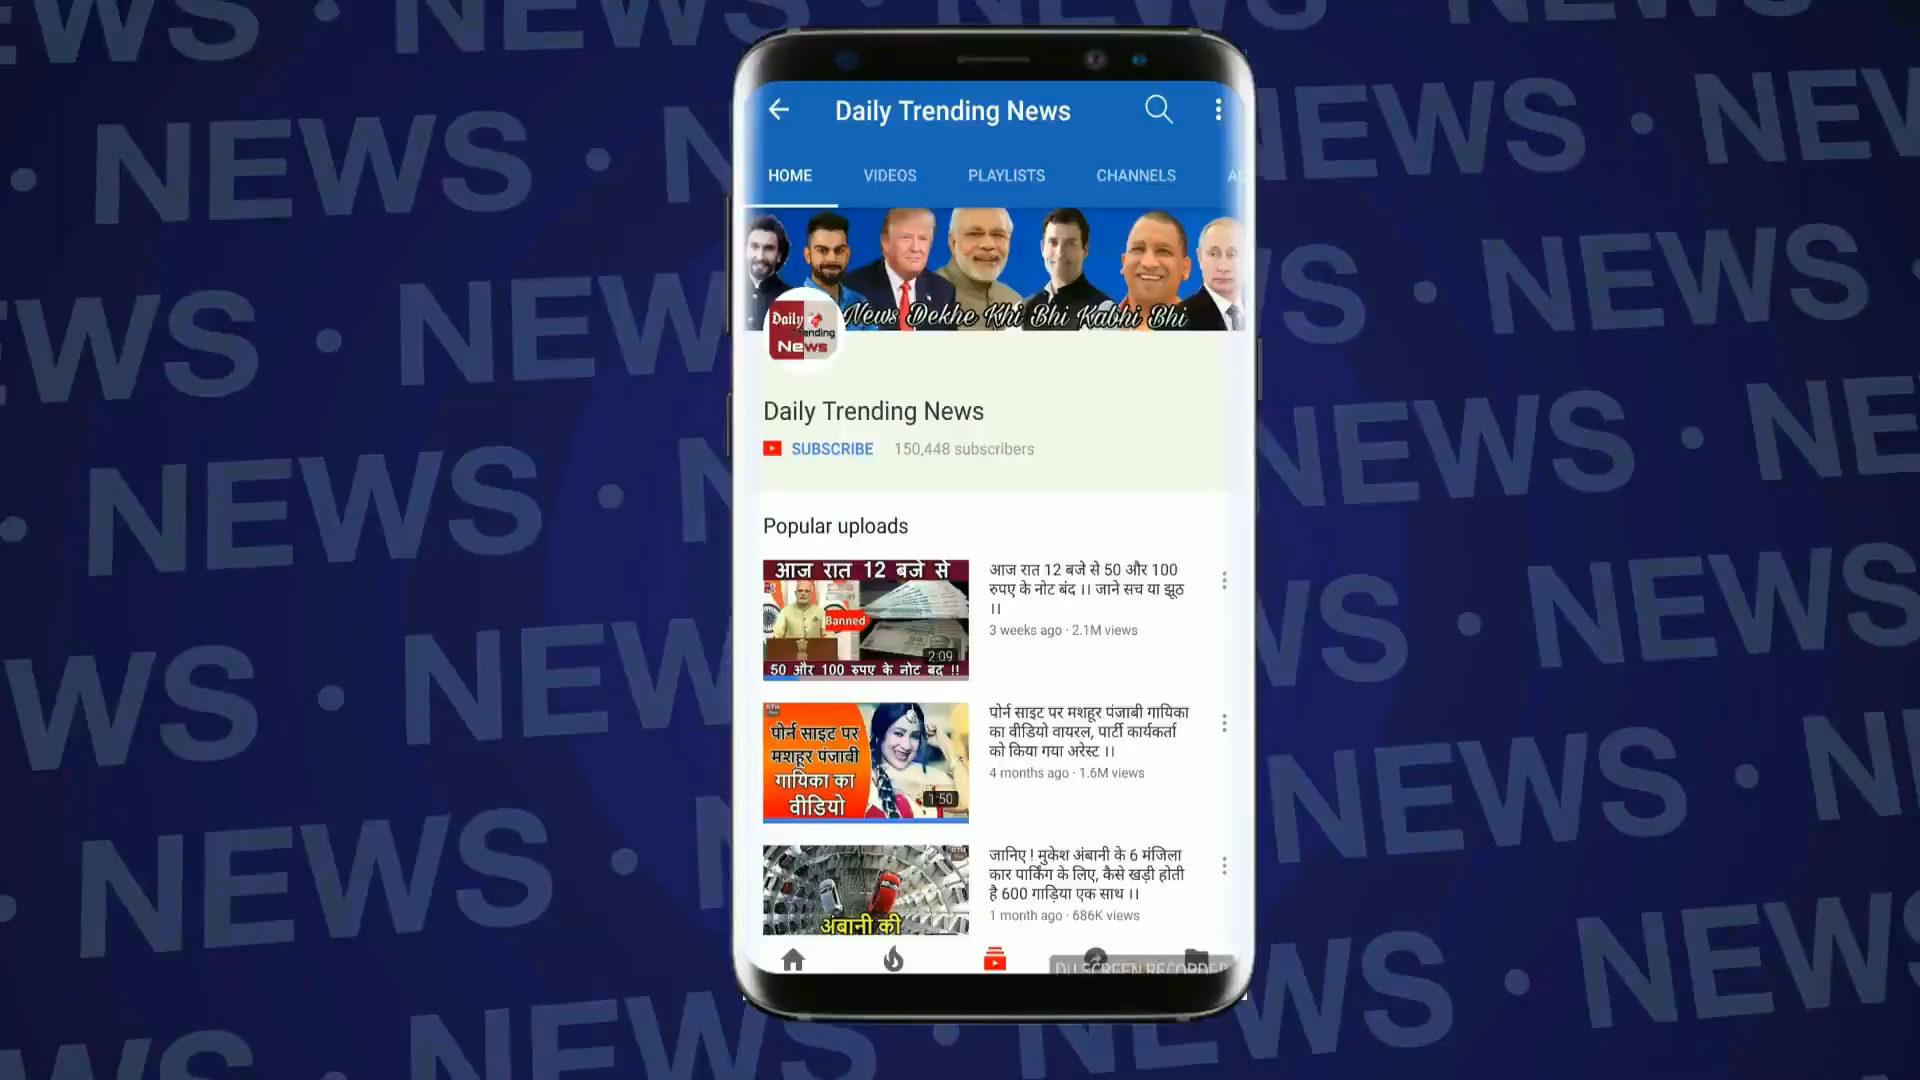 NEWS • NEWS • NEWS
Daily Trending News
HOME VIDEOS PLAYLISTS CHANNELS
News Dekhe Khi Bhi Kabhi Bhi
Daily Trending News
Daily Trending News
SUBSCRIBE 150,448 subscribers
Popular uploads
आज रात 12 बजे से
Banned
2:09
50 और 100 रुपए के नोट बंद !!
आज रात 12 बजे से 50 और 100
रुपए के नोट बंद ।। जाने सच या झूठ
।।
3 weeks ago · 2.1M views
पोर्न साइट पर
मशहूर पंजाबी
गायिका का
वीडियो
1:50
पोर्न साइट पर मशहूर पंजाबी गायिका
का वीडियो वायरल, पार्टी कार्यकर्ता
को किया गया अरेस्ट ।।
4 months ago · 1.6M views
अंबानी की
जानिए ! मुकेश अंबानी के 6 मंजिला
कार पार्किंग के लिए, कैसे खड़ी होती
है 600 गाड़िया एक साथ ।।
1 month ago · 686K views
DU SCREEN RECORDER